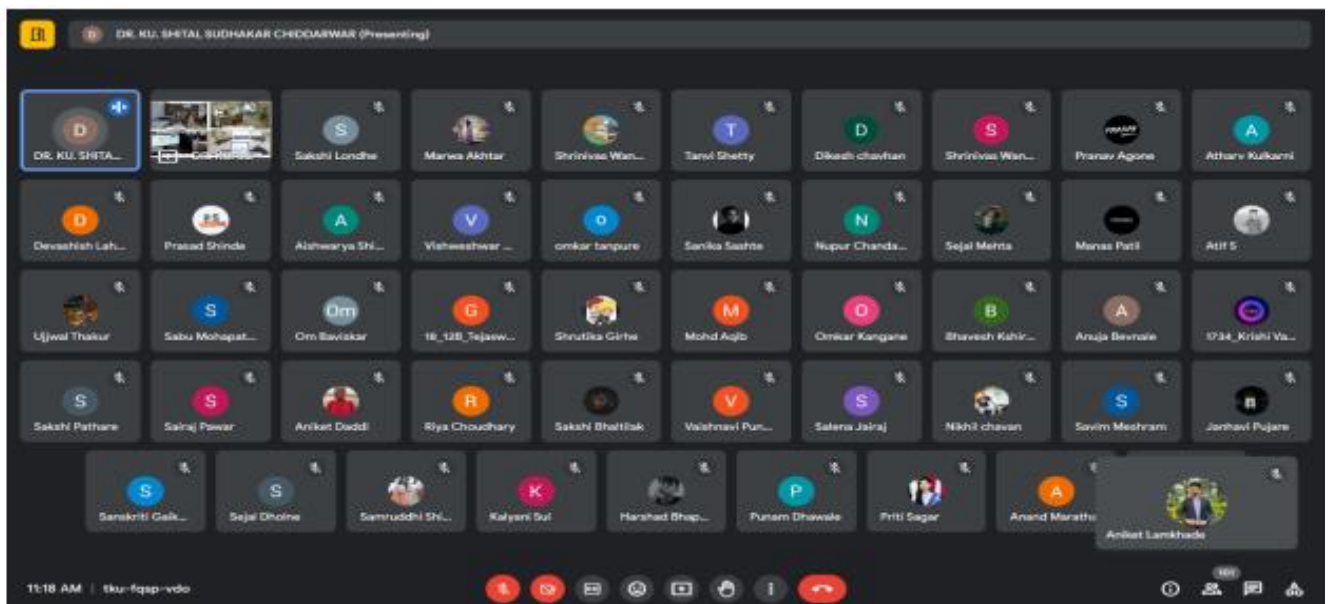 D DR. KU. SHITAL SUDHAKAR CHIDDARWAR (Presenting)
D S T D S A
DR. KU. SHITA... Sakshi Londhe Marwa Akhtar Shrinivas Wan... Tanvi Shetty Dikesh chavhan Shrinivas Wan... Pranav Agone Atharv Kulkarni
D A V o N
Devashish Lah... Prasad Shinde Aishwarya Shi... Vishweshwar ... omkar tanpure Sanika Sashte Nupur Chanda... Sejal Mehta Manas Patil Atif S
S Om G M O B A
Ujjwal Thakur Sabu Mohapat... Om Baviskar 18_12B_Tejasw... Shrutika Girhe Mohd Aqib Omkar Kangane Bhavesh Kshir... Anuja Bevnale 1734_Krishi Va...
S S R V S S
Sakshi Pathare Sairaj Pawar Aniket Daddi Riya Choudhary Sakshi Bhattilak Vaishnavi Pun... Salena Jairaj Nikhil chavan Savim Meshram Janhavi Pujare
S S K P A
Sanskriti Gaik... Sejal Dhoine Samruddhi Shi... Kalyani Sul Harshad Bhap... Punam Dhawale Priti Sagar Anand Maratha Aniket Lamkhade
11:18 AM | tku-fqsp-vdo